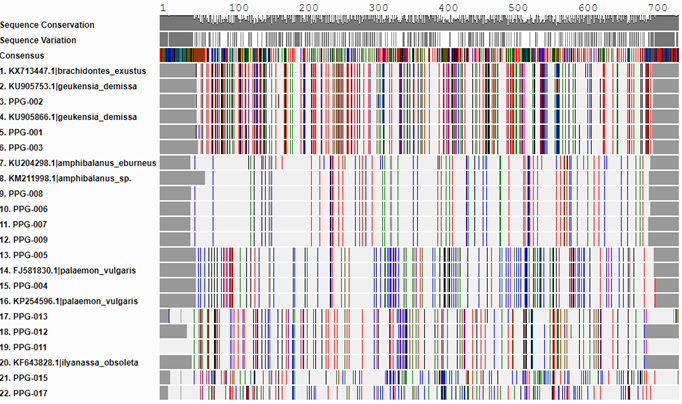 1 100 200 300 400 500 600 700
Sequence Conservation
Sequence Variation
Consensus
1. KX713447.1|brachidontes_exustus
2. KU905753.1|geukensia_demissa
3. PPG-002
4. KU905866.1|geukensia_demissa
5. PPG-001
6. PPG-003
7. KU204298.1|amphibalanus_eburneus
8. KM211998.1|amphibalanus_sp.
9. PPG-008
10. PPG-006
11. PPG-007
12. PPG-009
13. PPG-005
14. FJ581830.1|palaemon_vulgaris
15. PPG-004
16. KP254596.1|palaemon_vulgaris
17. PPG-013
18. PPG-012
19. PPG-011
20. KF643828.1|ilyanassa_obsoleta
21. PPG-015
22. PPG-017